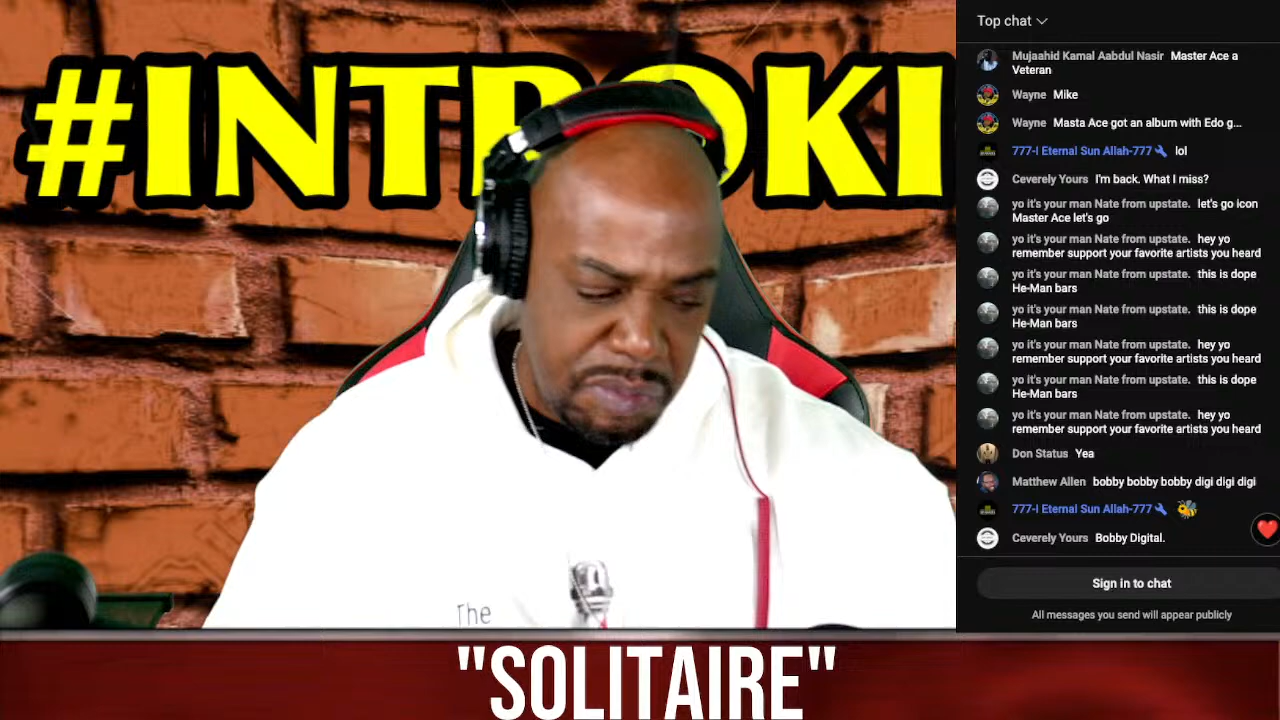 #INTROKI
The
"SOLITAIRE"
Top chat
Mujaahid Kamal Aabdul Nasir Master Ace a
Veteran
Wayne Mike
Wayne Masta Ace got an album with Edo g...
777-I Eternal Sun Allah-777 lol
Ceverely Yours I'm back. What I miss?
yo it's your man Nate from upstate. let's go icon
Master Ace let's go
yo it's your man Nate from upstate. hey yo
remember support your favorite artists you heard
yo it's your man Nate from upstate. this is dope
He-Man bars
yo it's your man Nate from upstate. this is dope
He-Man bars
yo it's your man Nate from upstate. hey yo
remember support your favorite artists you heard
yo it's your man Nate from upstate. this is dope
He-Man bars
yo it's your man Nate from upstate. hey yo
remember support your favorite artists you heard
Don Status Yea
Matthew Allen bobby bobby bobby digi digi digi
777-I Eternal Sun Allah-777
Ceverely Yours Bobby Digital.
Sign in to chat
All messages you send will appear publicly